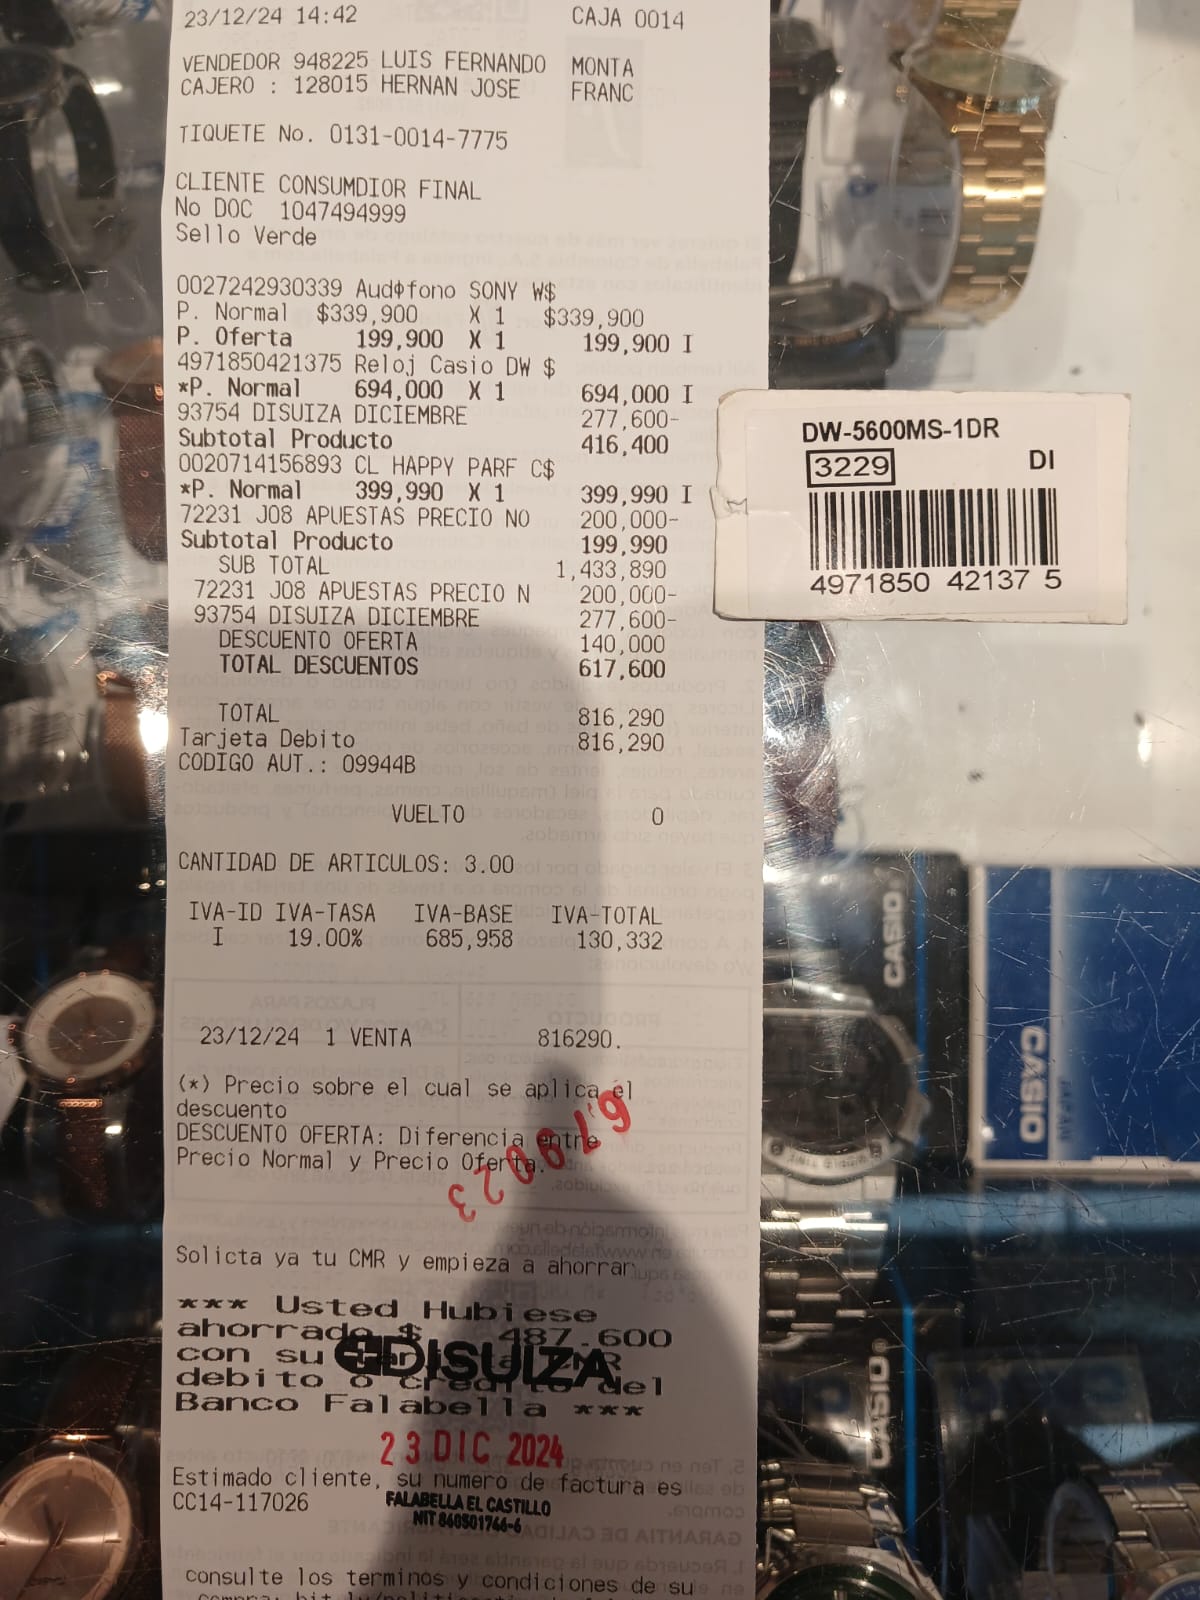 23/12/24 14:42 CAJA 0014
VENDEDOR 948225 LUIS FERNANDO MONTA
CAJERO : 128015 HERNAN JOSE FRANC
TIQUETE No. 0131-0014-7775
CLIENTE CONSUMDIOR FINAL
No DOC 1047494999
Sello Verde
0027242930339 Audífono SONY W$
P. Normal $339,900 X 1 $339,900
P. Oferta 199,900 X 1 199,900 I
4971850421375 Reloj Casio DW $
*P. Normal 694,000 X 1 694,000 I
93754 DISUIZA DICIEMBRE 277,600-
Subtotal Producto 416,400
0020714156893 CL HAPPY PARF C$
*P. Normal 399,990 X 1 399,990 I
72231 J08 APUESTAS PRECIO NO 200,000-
Subtotal Producto 199,990
SUB TOTAL 1,433,890
72231 J08 APUESTAS PRECIO N 200,000-
93754 DISUIZA DICIEMBRE 277,600-
DESCUENTO OFERTA 140,000
TOTAL DESCUENTOS 617,600
TOTAL 816,290
Tarjeta Debito 816,290
CODIGO AUT.: 09944B
VUELTO 0
CANTIDAD DE ARTICULOS: 3.00
IVA-ID IVA-TASA IVA-BASE IVA-TOTAL
I 19.00% 685,958 130,332
23/12/24 1 VENTA 816290.
(*) Precio sobre el cual se aplica el
descuento
DESCUENTO OFERTA: Diferencia entre
Precio Normal y Precio Oferta.
Solicta ya tu CMR y empieza a ahorrar
*** Usted Hubiese
ahorrado $ 487.600
con su CMR
debito o credito del
Banco Falabella ***
DISUIZA
23 DIC 2024
Estimado cliente, su numero de factura es
CC14-117026
FALABELLA EL CASTILLO
NIT 860501746-6
consulte los terminos y condiciones de su
DW-5600MS-1DR
3229 DI
4971850 42137 5
CASIO
CASIO
CASIO